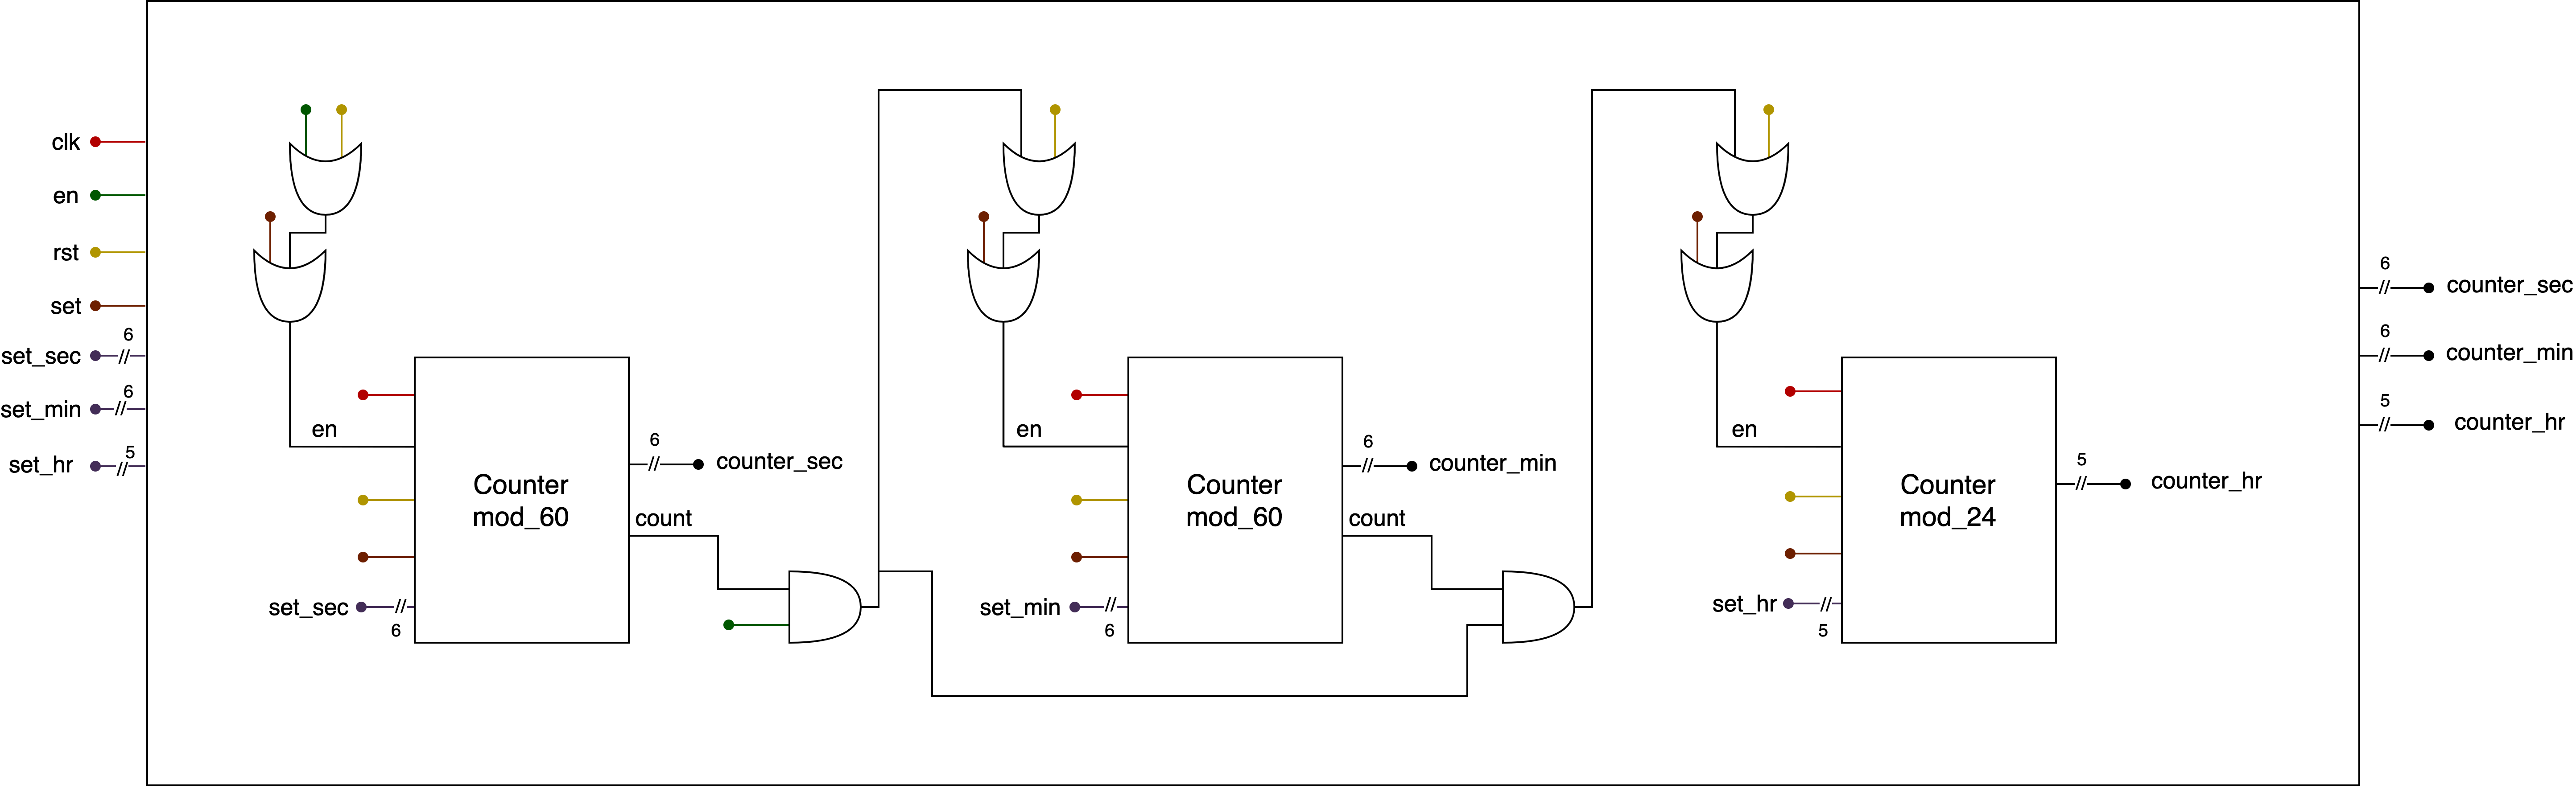 clk
en
rst
set
6
set_sec
6
set_min
5
set_hr
en
Counter
mod_60
6
counter_sec
count
set_sec
6
en
Counter
mod_60
6
counter_min
count
set_min
6
en
Counter
mod_24
5
counter_hr
set_hr
5
6
counter_sec
6
counter_min
5
counter_hr